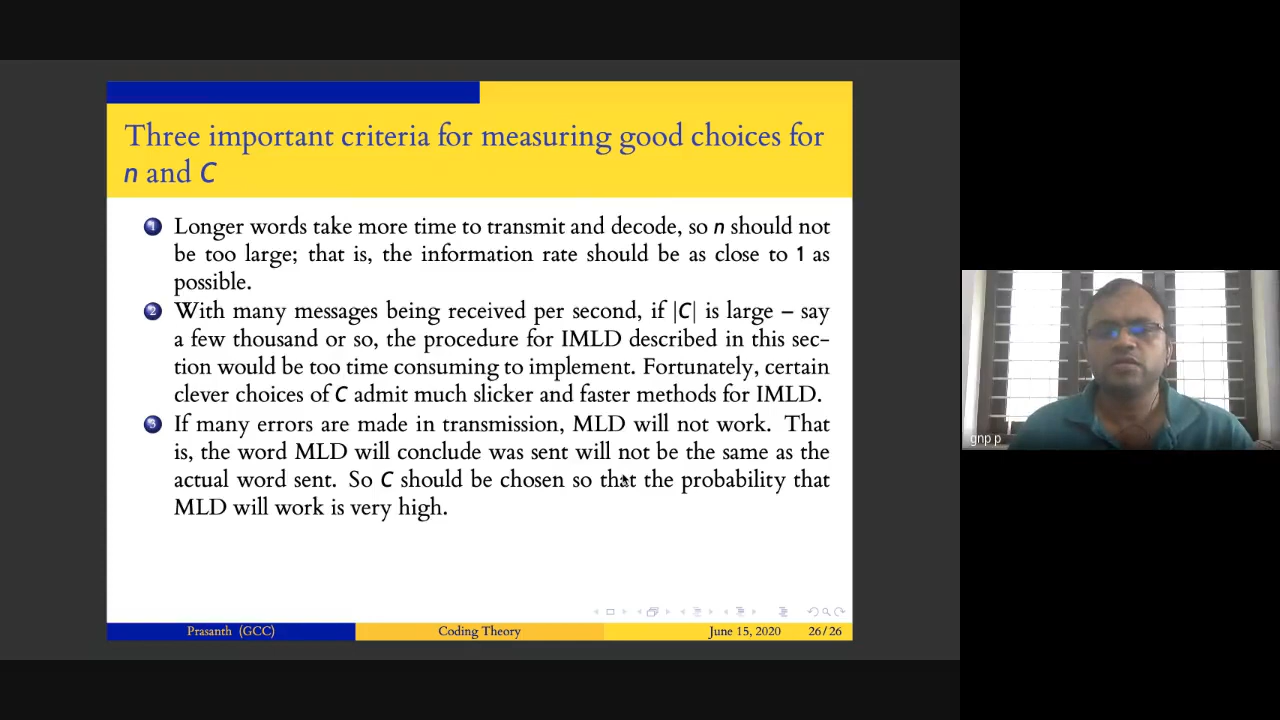 Three important criteria for measuring good choices for
n and C
1 Longer words take more time to transmit and decode, so n should not
be too large; that is, the information rate should be as close to 1 as
possible.
2 With many messages being received per second, if |C| is large – say
a few thousand or so, the procedure for IMLD described in this sec-
tion would be too time consuming to implement. Fortunately, certain
clever choices of C admit much slicker and faster methods for IMLD.
3 If many errors are made in transmission, MLD will not work. That
is, the word MLD will conclude was sent will not be the same as the
actual word sent. So C should be chosen so that the probability that
MLD will work is very high.
Prasanth (GCC) Coding Theory June 15, 2020 26/26
gnp p